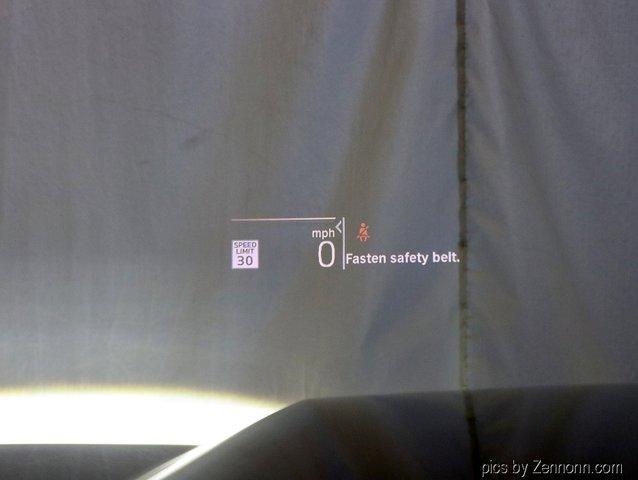 mph
SPEED
LIMIT
30
0
Fasten safety belt.
pics by Zennonn.com